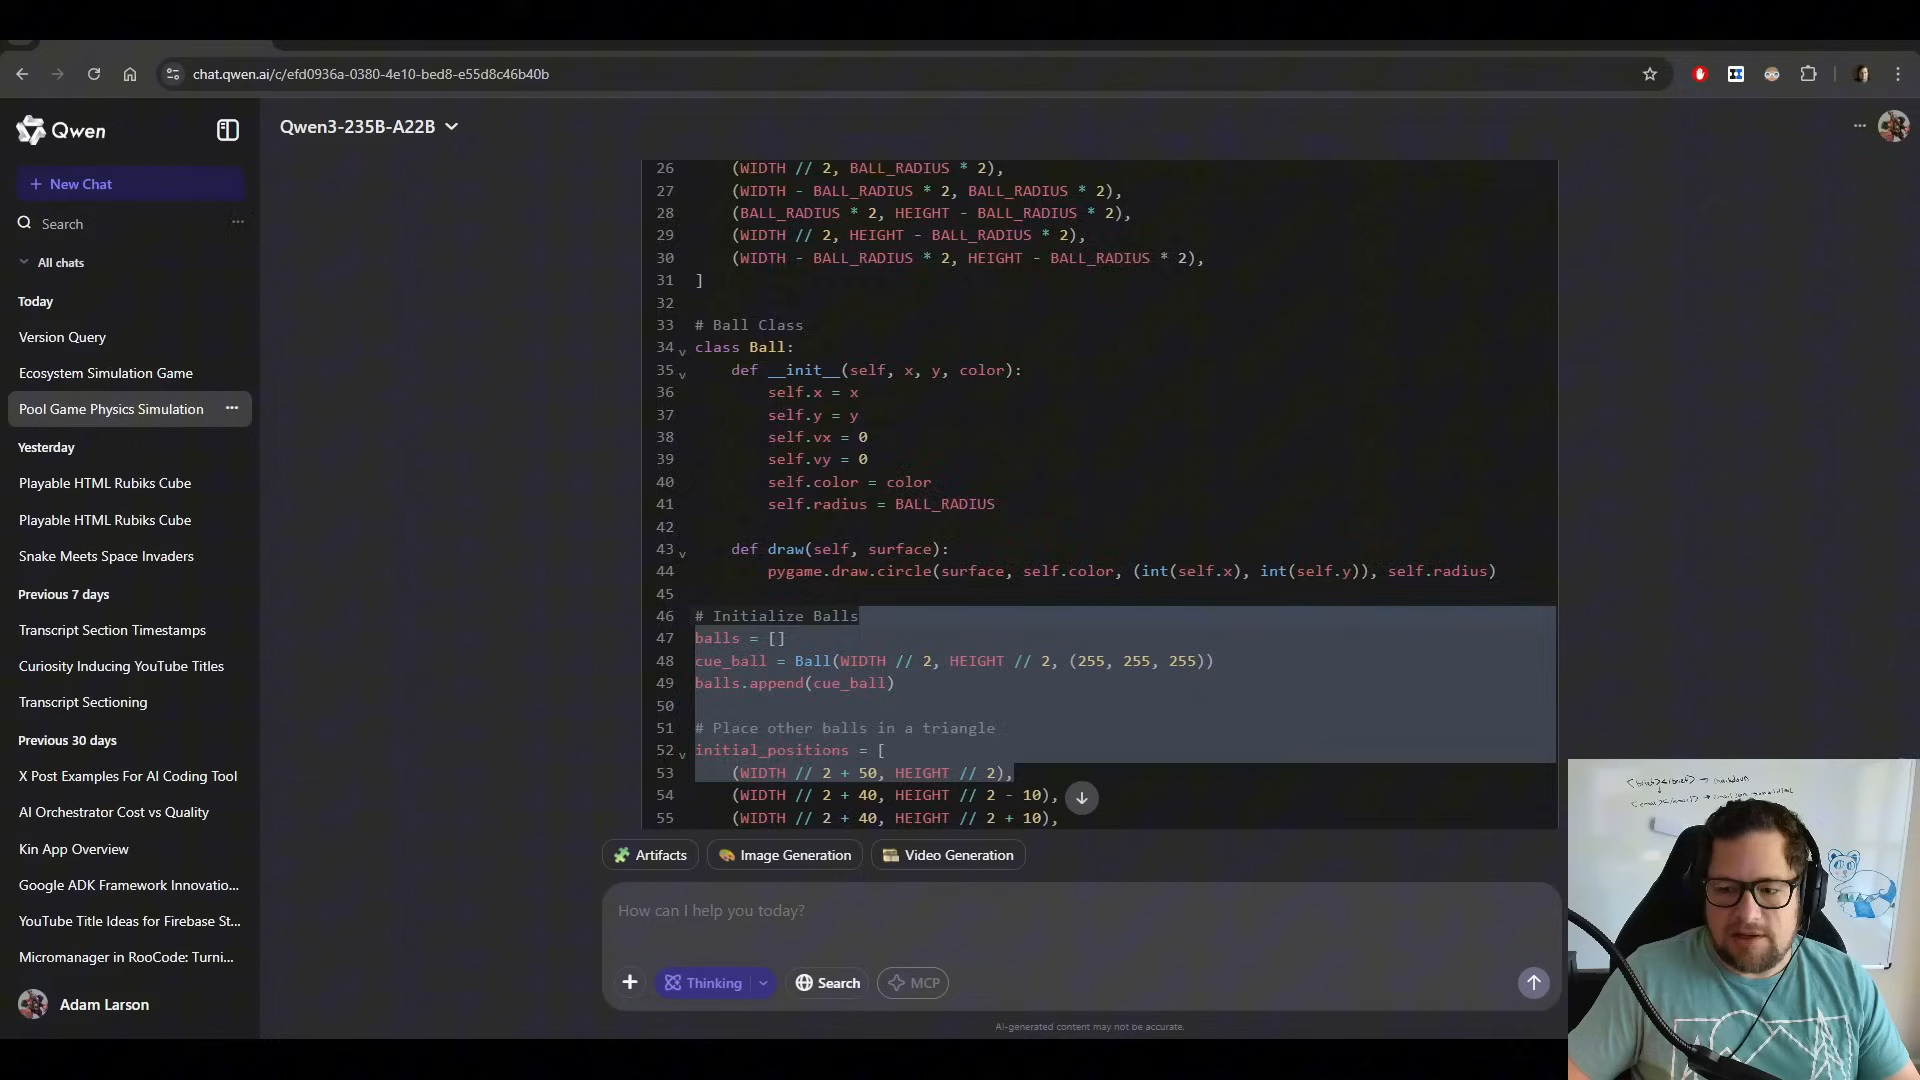 chat.qwen.ai/c/efd0936a-0380-4e10-bed8-e55d8c46b40b
Qwen
Qwen3-235B-A22B
New Chat
Search
All chats
Today
Version Query
Ecosystem Simulation Game
Pool Game Physics Simulation
Yesterday
Playable HTML Rubiks Cube
Playable HTML Rubiks Cube
Snake Meets Space Invaders
Previous 7 days
Transcript Section Timestamps
Curiosity Inducing YouTube Titles
Transcript Sectioning
Previous 30 days
X Post Examples For AI Coding Tool
AI Orchestrator Cost vs Quality
Kin App Overview
Google ADK Framework Innovatio...
YouTube Title Ideas for Firebase St...
Micromanager in RooCode: Turni...
Adam Larson
26 (WIDTH // 2, BALL_RADIUS * 2),
27 (WIDTH - BALL_RADIUS * 2, BALL_RADIUS * 2),
28 (BALL_RADIUS * 2, HEIGHT - BALL_RADIUS * 2),
29 (WIDTH // 2, HEIGHT - BALL_RADIUS * 2),
30 (WIDTH - BALL_RADIUS * 2, HEIGHT - BALL_RADIUS * 2),
31 ]
32
33 # Ball Class
34 class Ball:
35 def __init__(self, x, y, color):
36 self.x = x
37 self.y = y
38 self.vx = 0
39 self.vy = 0
40 self.color = color
41 self.radius = BALL_RADIUS
42
43 def draw(self, surface):
44 pygame.draw.circle(surface, self.color, (int(self.x), int(self.y)), self.radius)
45
46 # Initialize Balls
47 balls = []
48 cue_ball = Ball(WIDTH // 2, HEIGHT // 2, (255, 255, 255))
49 balls.append(cue_ball)
50
51 # Place other balls in a triangle
52 initial_positions = [
53 (WIDTH // 2 + 50, HEIGHT // 2),
54 (WIDTH // 2 + 40, HEIGHT // 2 - 10),
55 (WIDTH // 2 + 40, HEIGHT // 2 + 10),
Artifacts
Image Generation
Video Generation
How can I help you today?
Thinking
Search
MCP
AI-generated content may not be accurate.